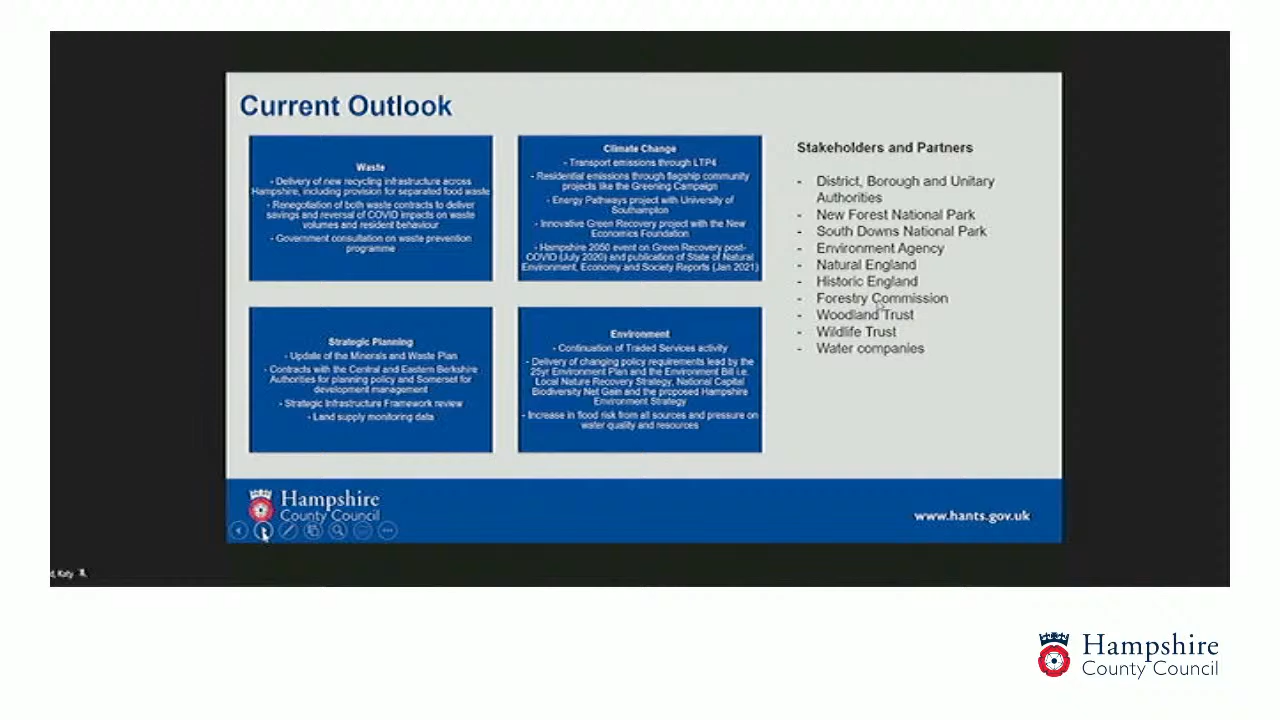 Current Outlook
Waste
- Delivery of new recycling infrastructure across
Hampshire, including provision for separated food waste
- Renegotiation of both waste contracts to deliver
savings and reversal of COVID impacts on waste
volumes and resident behaviour
- Government consultation on waste prevention
programme
Climate Change
- Transport emissions through LTP4
- Residential emissions through flagship community
projects like the Greening Campaign
- Energy Pathways project with University of
Southampton
- Innovative Green Recovery project with the New
Economics Foundation
- Hampshire 2050 event on Green Recovery post-
COVID (July 2020) and publication of State of Natural
Environment, Economy and Society Reports (Jan 2021)
Strategic Planning
- Update of the Minerals and Waste Plan
- Contracts with the Central and Eastern Berkshire
Authorities for planning policy and Somerset for
development management
- Strategic Infrastructure Framework review
- Land supply monitoring data
Environment
- Continuation of Traded Services activity
- Delivery of changing policy requirements lead by the
25yr Environment Plan and the Environment Bill i.e.
Local Nature Recovery Strategy, National Capital
Biodiversity Net Gain and the proposed Hampshire
Environment Strategy
- Increase in flood risk from all sources and pressure on
water quality and resources
Stakeholders and Partners
- District, Borough and Unitary
Authorities
- New Forest National Park
- South Downs National Park
- Environment Agency
- Natural England
- Historic England
- Forestry Commission
- Woodland Trust
- Wildlife Trust
- Water companies
Hampshire
County Council
www.hants.gov.uk
Katy
Hampshire
County Council